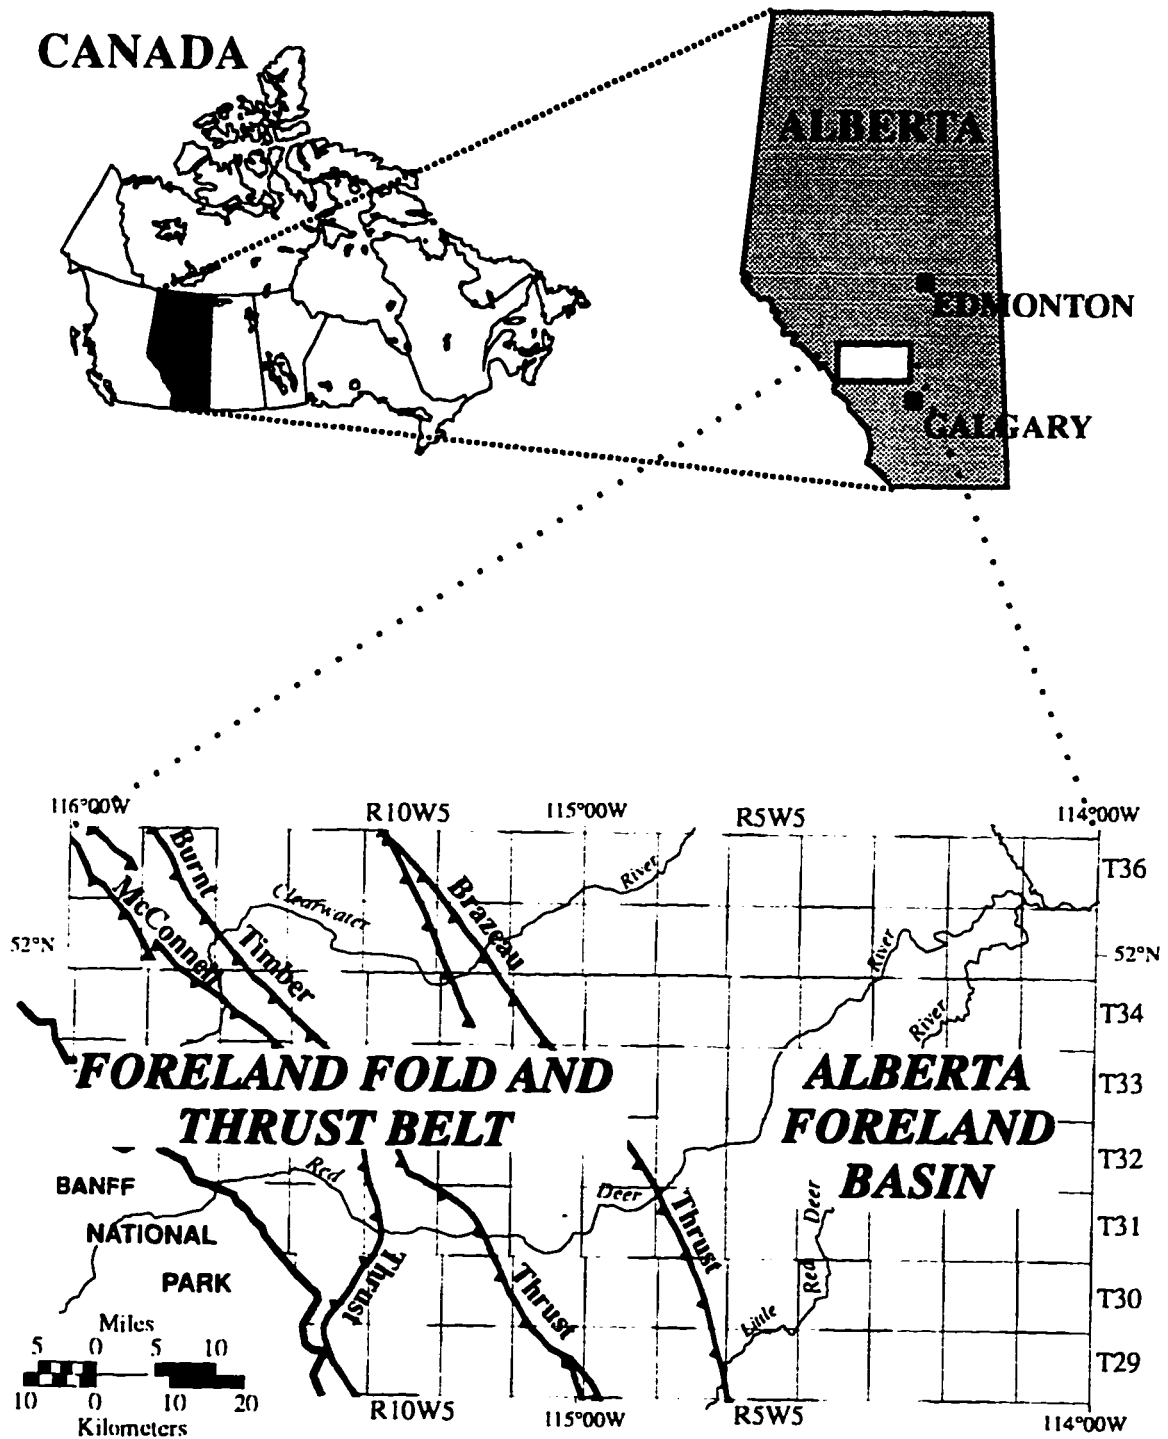 CANADA
ALBERTA
EDMONTON
CALGARY
116°00W
R10W5
115°00W
R5W5
114°00W
T36
Burnt
McConnell
Clearwater
River
Brazeau
Timber
River
River
52°N
52°N
T34
FORELAND FOLD AND
THRUST BELT
ALBERTA
FORELAND
BASIN
T33
T32
T31
T30
T29
BANFF
NATIONAL
PARK
Red
Deer
Thrust
Thrust
Thrust
Little
Red
Deer
Miles
5 0 5 10
10 0 10 20
Kilometers
R10W5
115°00W
R5W5
114°00W